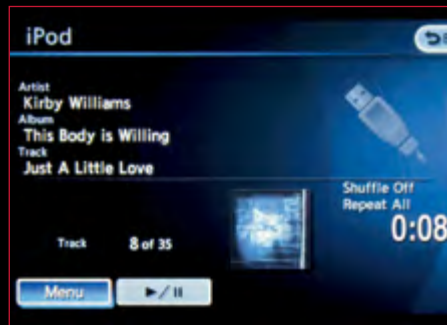 iPod
Artist
Kirby Williams
Album
This Body is Willing
Track
Just A Little Love
Shuffle Off
Repeat All
0:08
Track 8 of 35
Menu